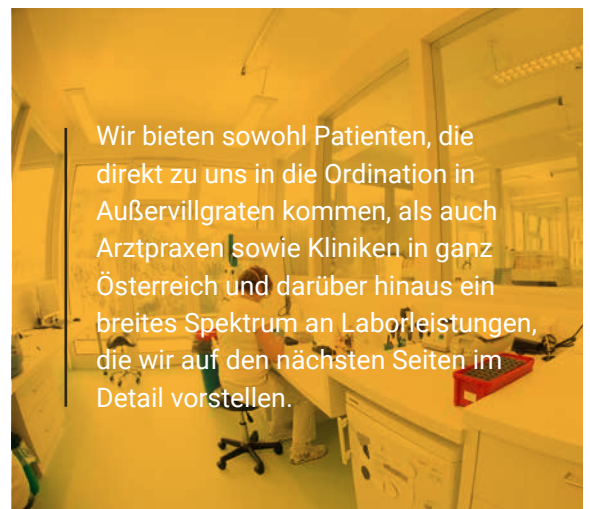 Wir bieten sowohl Patienten, die
direkt zu uns in die Ordination in
Außervillgraten kommen, als auch
Arztpraxen sowie Kliniken in ganz
Österreich und darüber hinaus ein
breites Spektrum an Laborleistungen,
die wir auf den nächsten Seiten im
Detail vorstellen.